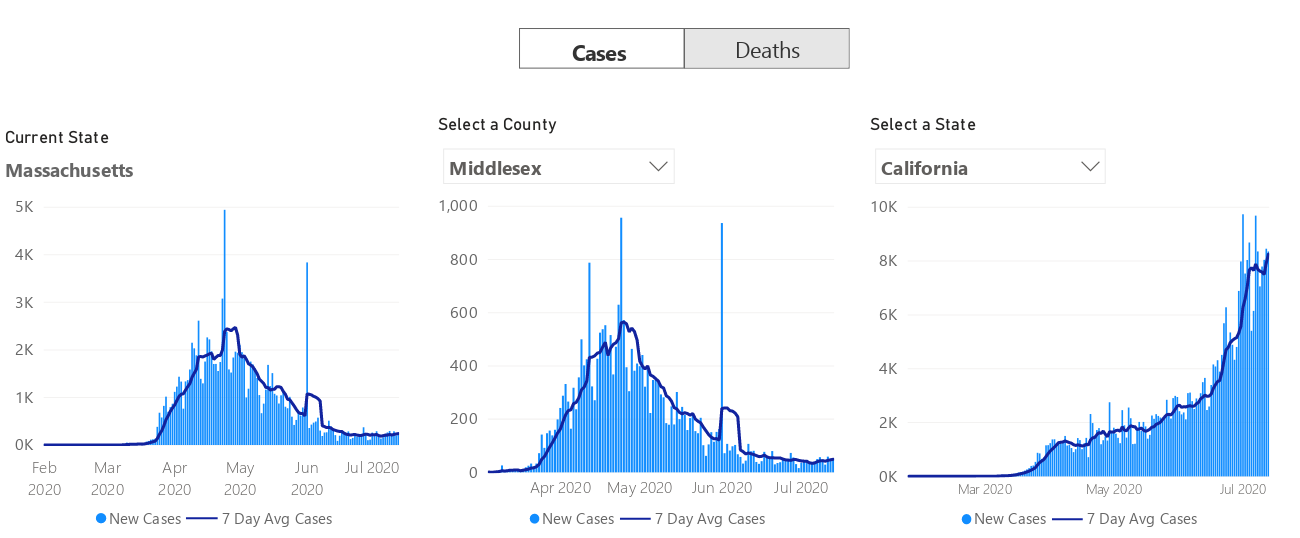 Cases Deaths
Current State
Massachusetts
5K
4K
3K
2K
1K
0K
Feb 2020
Mar 2020
Apr 2020
May 2020
Jun 2020
Jul 2020
New Cases 7 Day Avg Cases
Select a County
Middlesex
1,000
800
600
400
200
0
Apr 2020 May 2020 Jun 2020 Jul 2020
New Cases 7 Day Avg Cases
Select a State
California
10K
8K
6K
4K
2K
0K
Mar 2020 May 2020 Jul 2020
New Cases 7 Day Avg Cases